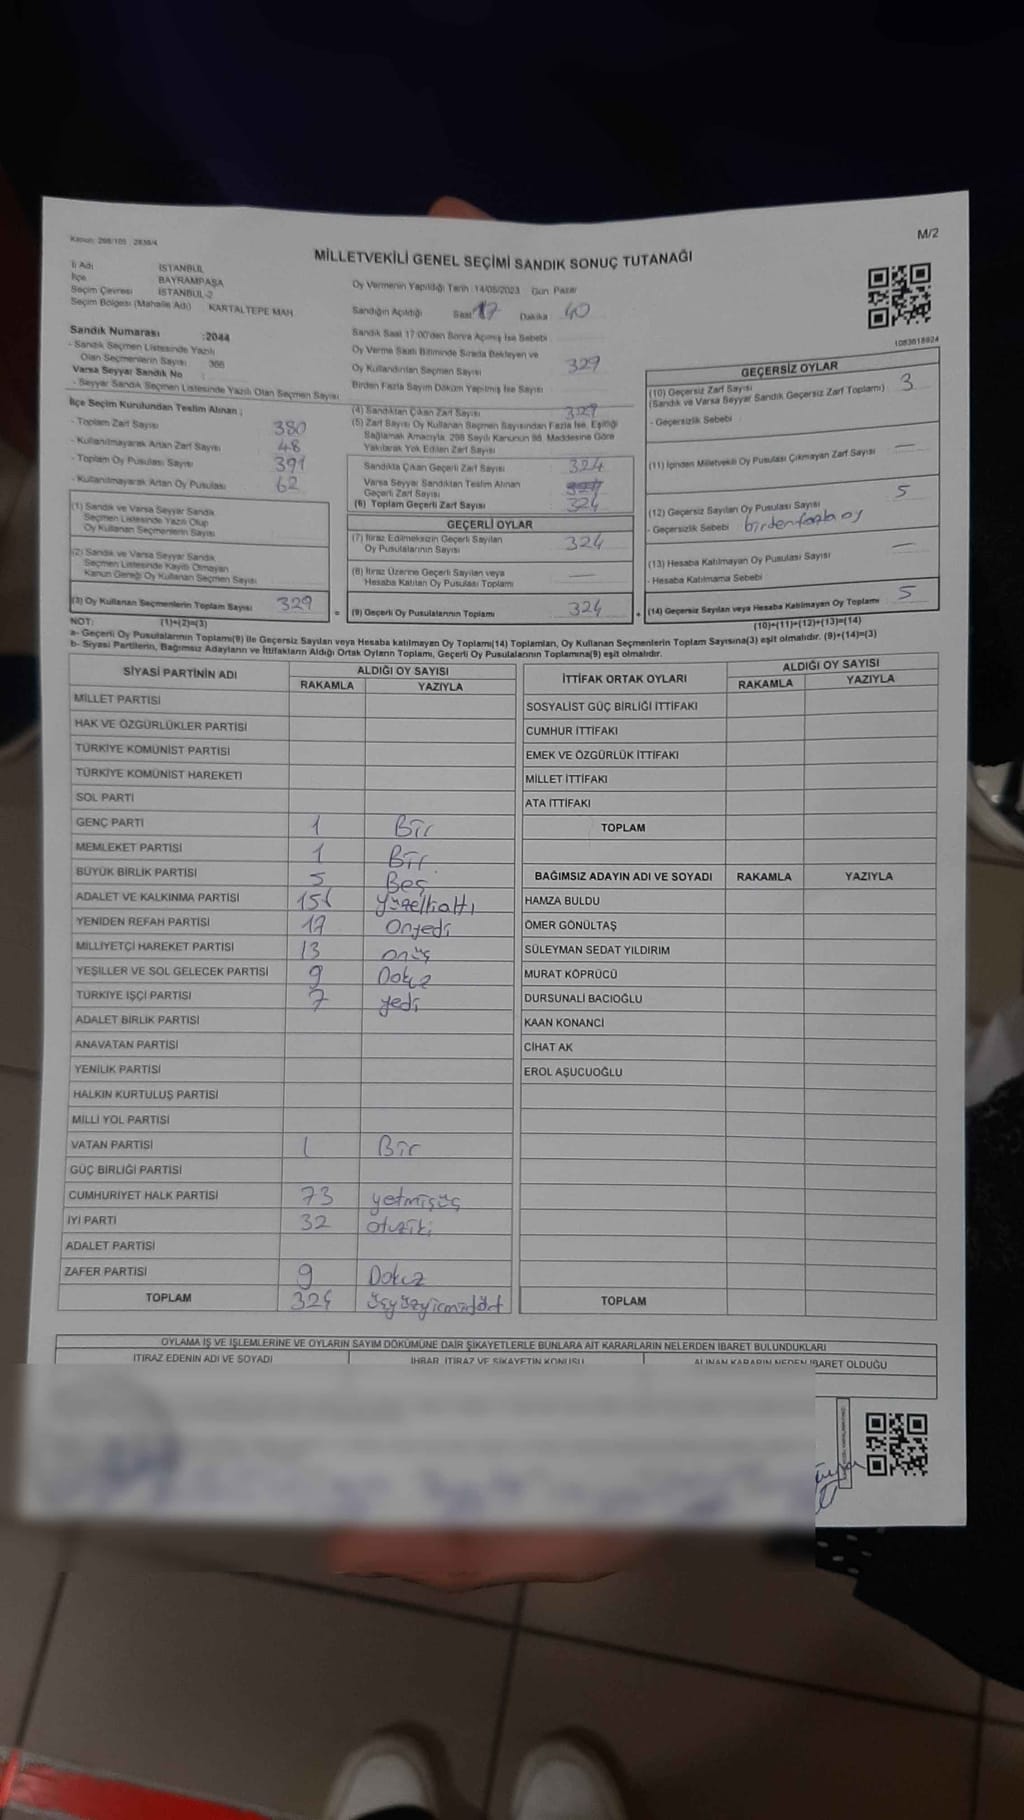 Kanun: 298/105 2839/4
M/2
MİLLETVEKİLİ GENEL SEÇİMİ SANDIK SONUÇ TUTANAĞI
İl Adı İSTANBUL
İlçe BAYRAMPAŞA
Seçim Çevresi İSTANBUL-2
Seçim Bölgesi (Mahalle Adı) KARTALTEPE MAH.
Oy Vermenin Yapıldığı Tarih :14/05/2023 Gün Pazar
Sandığın Açıldığı Saat 17 Dakika 40
Sandık Numarası :2044
- Sandık Seçmen Listesinde Yazılı
Olan Seçmenlerin Sayısı 366
Varsa Seyyar Sandık No
- Seyyar Sandık Seçmen Listesinde Yazılı Olan Seçmen Sayısı
Sandık Saat 17:00'den Sonra Açılmış İse Sebebi
Oy Verme Saati Bitiminde Sırada Bekleyen ve
Oy Kullandırılan Seçmen Sayısı 329
Birden Fazla Sayım Döküm Yapılmış İse Sayısı
1083618924
İlçe Seçim Kurulundan Teslim Alınan ;
- Toplam Zarf Sayısı 380
- Kullanılmayarak Artan Zarf Sayısı 48
- Toplam Oy Pusulası Sayısı 391
- Kullanılmayarak Artan Oy Pusulası 62
(1) Sandık ve Varsa Seyyar Sandık
Seçmen Listesinde Yazılı Olup
Oy Kullanan Seçmenlerin Sayısı
(2) Sandık ve Varsa Seyyar Sandık
Seçmen Listesinde Kayıtlı Olmayan
Kanun Gereği Oy Kullanan Seçmen Sayısı
(3) Oy Kullanan Seçmenlerin Toplam Sayısı 329
(4) Sandıktan Çıkan Zarf Sayısı
(5) Zarf Sayısı Oy Kullanan Seçmen Sayısından Fazla İse, Eşitliği
Sağlamak Amacıyla, 298 Sayılı Kanunun 98. Maddesine Göre
Yakılarak Yok Edilen Zarf Sayısı
Sandıkta Çıkan Geçerli Zarf Sayısı 324
Varsa Seyyar Sandıktan Teslim Alınan
Geçerli Zarf Sayısı
(6) Toplam Geçerli Zarf Sayısı 324
GEÇERLİ OYLAR
(7) İtiraz Edilmeksizin Geçerli Sayılan
Oy Pusulalarının Sayısı 324
(8) İtiraz Üzerine Geçerli Sayılan veya
Hesaba Katılan Oy Pusulası Toplamı —
= (9) Geçerli Oy Pusulalarının Toplamı 324
GEÇERSİZ OYLAR
(10) Geçersiz Zarf Sayısı
(Sandık ve Varsa Seyyar Sandık Geçersiz Zarf Toplamı) 3
- Geçersizlik Sebebi :
(11) İçinden Milletvekili Oy Pusulası Çıkmayan Zarf Sayısı —
(12) Geçersiz Sayılan Oy Pusulası Sayısı 5
- Geçersizlik Sebebi birden fazla oy
(13) Hesaba Katılmayan Oy Pusulası Sayısı —
- Hesaba Katılmama Sebebi
+ (14) Geçersiz Sayılan veya Hesaba Katılmayan Oy Toplamı 5
NOT: (1)+(2)=(3)
(10)+(11)+(12)+(13)=(14)
a- Geçerli Oy Pusulalarının Toplamı(9) ile Geçersiz Sayılan veya Hesaba katılmayan Oy Toplamı(14) Toplamları, Oy Kullanan Seçmenlerin Toplam Sayısına(3) eşit olmalıdır. (9)+(14)=(3)
b- Siyasi Partilerin, Bağımsız Adayların ve İttifakların Aldığı Ortak Oyların Toplamı, Geçerli Oy Pusulalarının Toplamına(9) eşit olmalıdır.
SİYASİ PARTİNİN ADI ALDIĞI OY SAYISI
RAKAMLA YAZIYLA
MİLLET PARTİSİ
HAK VE ÖZGÜRLÜKLER PARTİSİ
TÜRKİYE KOMÜNİST PARTİSİ
TÜRKİYE KOMÜNİST HAREKETİ
SOL PARTİ
GENÇ PARTİ 1 Bir
MEMLEKET PARTİSİ 1 Bir
BÜYÜK BİRLİK PARTİSİ 5 Beş
ADALET VE KALKINMA PARTİSİ 156 yüzellialtı
YENİDEN REFAH PARTİSİ 17 Onyedi
MİLLİYETÇİ HAREKET PARTİSİ 13 onüç
YEŞİLLER VE SOL GELECEK PARTİSİ 9 Dokuz
TÜRKİYE İŞÇİ PARTİSİ 7 yedi
ADALET BİRLİK PARTİSİ
ANAVATAN PARTİSİ
YENİLİK PARTİSİ
HALKIN KURTULUŞ PARTİSİ
MİLLİ YOL PARTİSİ
VATAN PARTİSİ 1 Bir
GÜÇ BİRLİĞİ PARTİSİ
CUMHURİYET HALK PARTİSİ 73 yetmişüç
İYİ PARTİ 32 otuziki
ADALET PARTİSİ
ZAFER PARTİSİ 9 Dokuz
TOPLAM 324 üçyüzyirmidört
İTTİFAK ORTAK OYLARI ALDIĞI OY SAYISI
RAKAMLA YAZIYLA
SOSYALİST GÜÇ BİRLİĞİ İTTİFAKI
CUMHUR İTTİFAKI
EMEK VE ÖZGÜRLÜK İTTİFAKI
MİLLET İTTİFAKI
ATA İTTİFAKI
TOPLAM
BAĞIMSIZ ADAYIN ADI VE SOYADI RAKAMLA YAZIYLA
HAMZA BULDU
ÖMER GÖNÜLTAŞ
SÜLEYMAN SEDAT YILDIRIM
MURAT KÖPRÜCÜ
DURSUNALİ BACIOĞLU
KAAN KONANCİ
CİHAT AK
EROL AŞUCUOĞLU
TOPLAM
OYLAMA İŞ VE İŞLEMLERİNE VE OYLARIN SAYIM DÖKÜMÜNE DAİR ŞİKAYETLERLE BUNLARA AİT KARARLARIN NELERDEN İBARET BULUNDUKLARI
İTİRAZ EDENİN ADI VE SOYADI İHBAR, İTİRAZ VE ŞİKAYETİN KONUSU ALINAN KARARIN NEDEN İBARET OLDUĞU